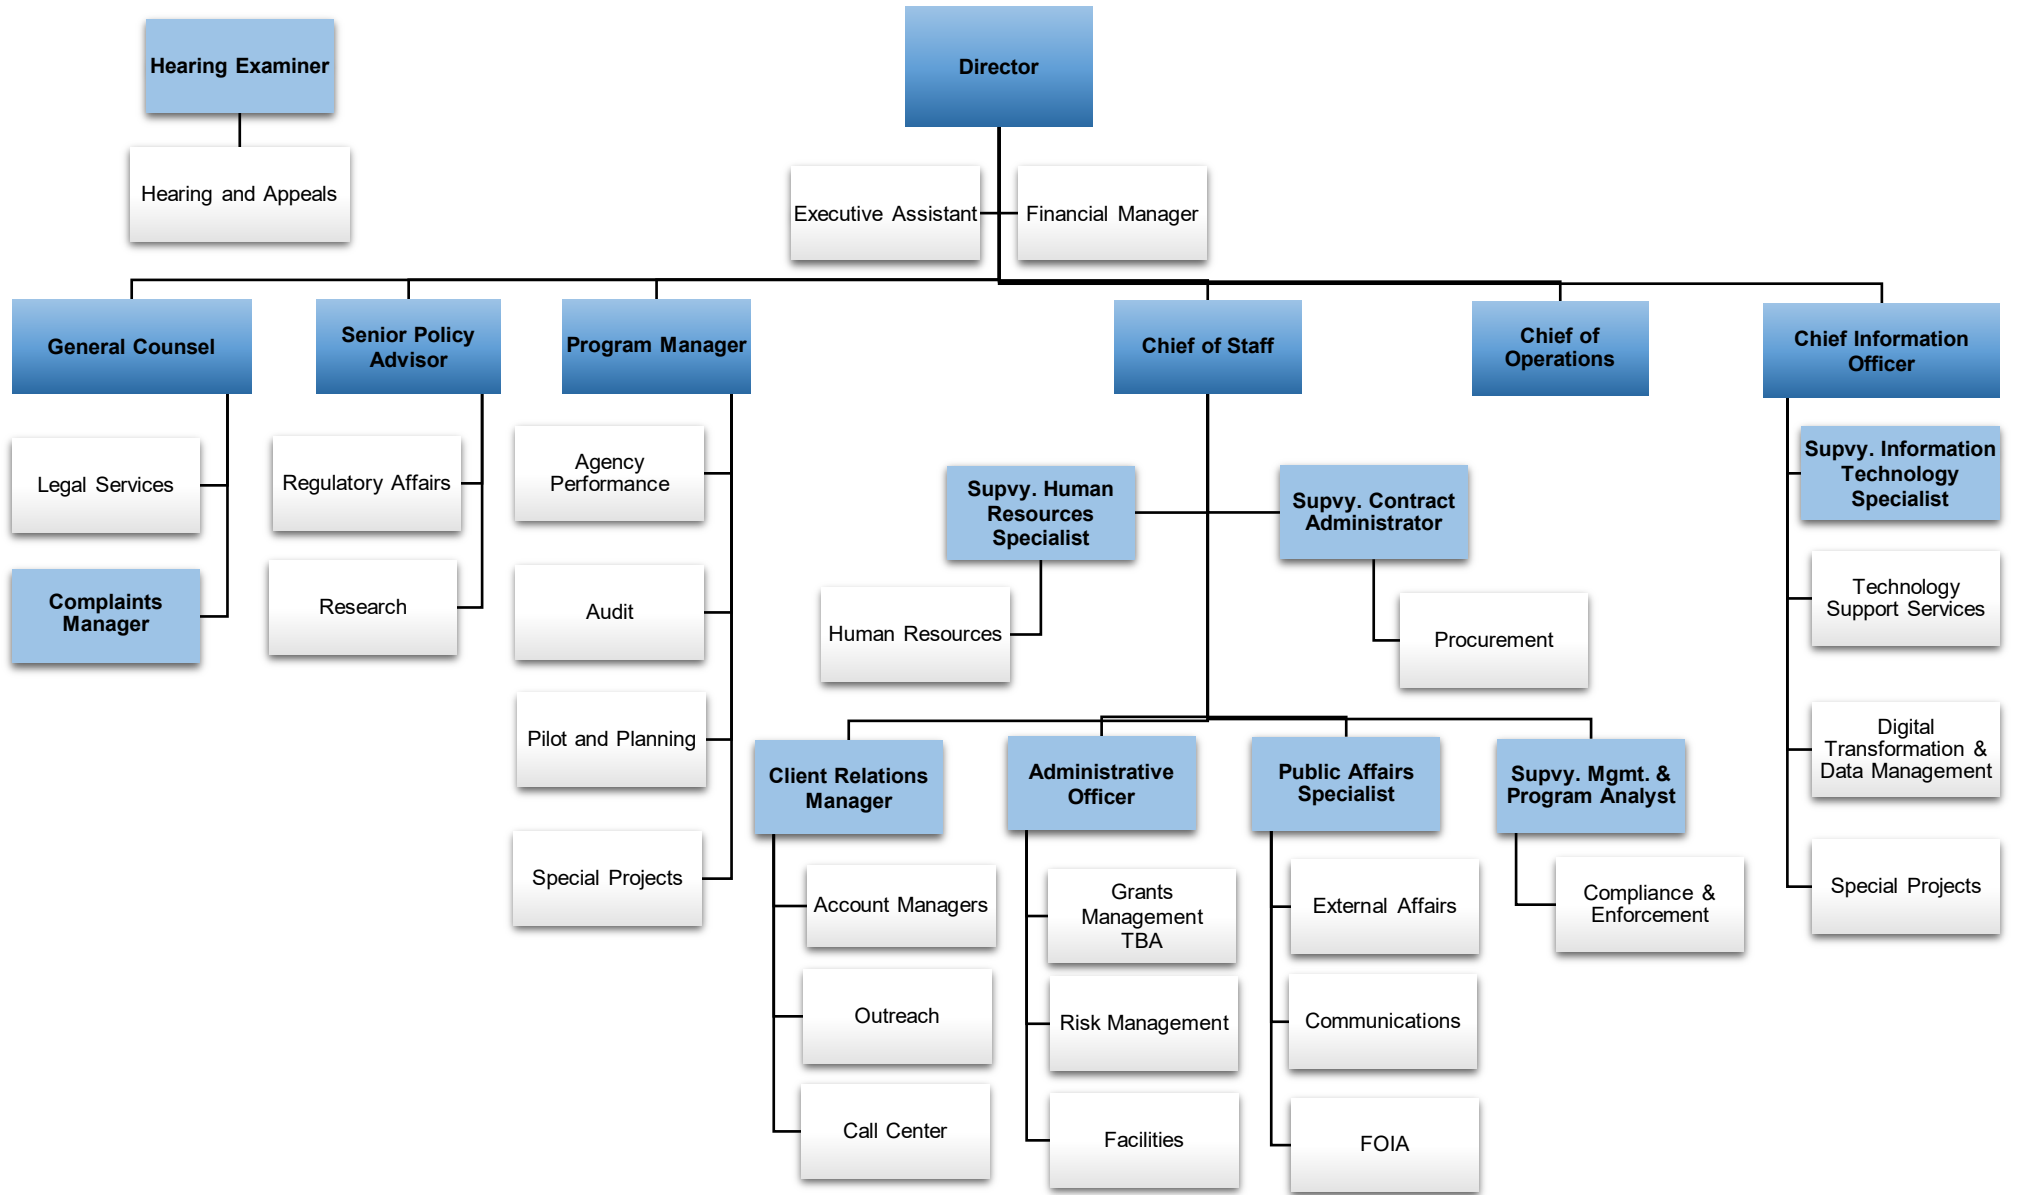 Hearing Examiner
Director
Hearing and Appeals
Executive Assistant
Financial Manager
General Counsel
Senior Policy
Advisor
Program Manager
Chief of Staff
Chief of
Operations
Chief Information
Officer
Legal Services
Complaints
Manager
Regulatory Affairs
Research
Agency
Performance
Audit
Pilot and Planning
Special Projects
Supvy. Human
Resources
Specialist
Human Resources
Supvy. Contract
Administrator
Procurement
Client Relations
Manager
Account Managers
Outreach
Call Center
Administrative
Officer
Grants
Management
TBA
Risk Management
Facilities
Public Affairs
Specialist
External Affairs
Communications
FOIA
Supvy. Mgmt. &
Program Analyst
Compliance &
Enforcement
Supvy. Information
Technology
Specialist
Technology
Support Services
Digital
Transformation &
Data Management
Special Projects